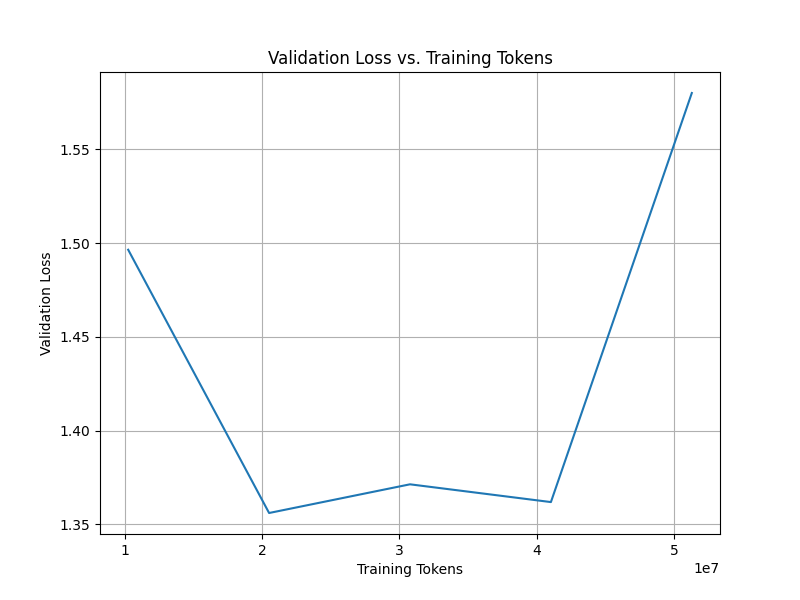 Validation Loss vs. Training Tokens
1.55
1.50
1.45
1.40
1.35
Validation Loss
1 2 3 4 5
1e7
Training Tokens